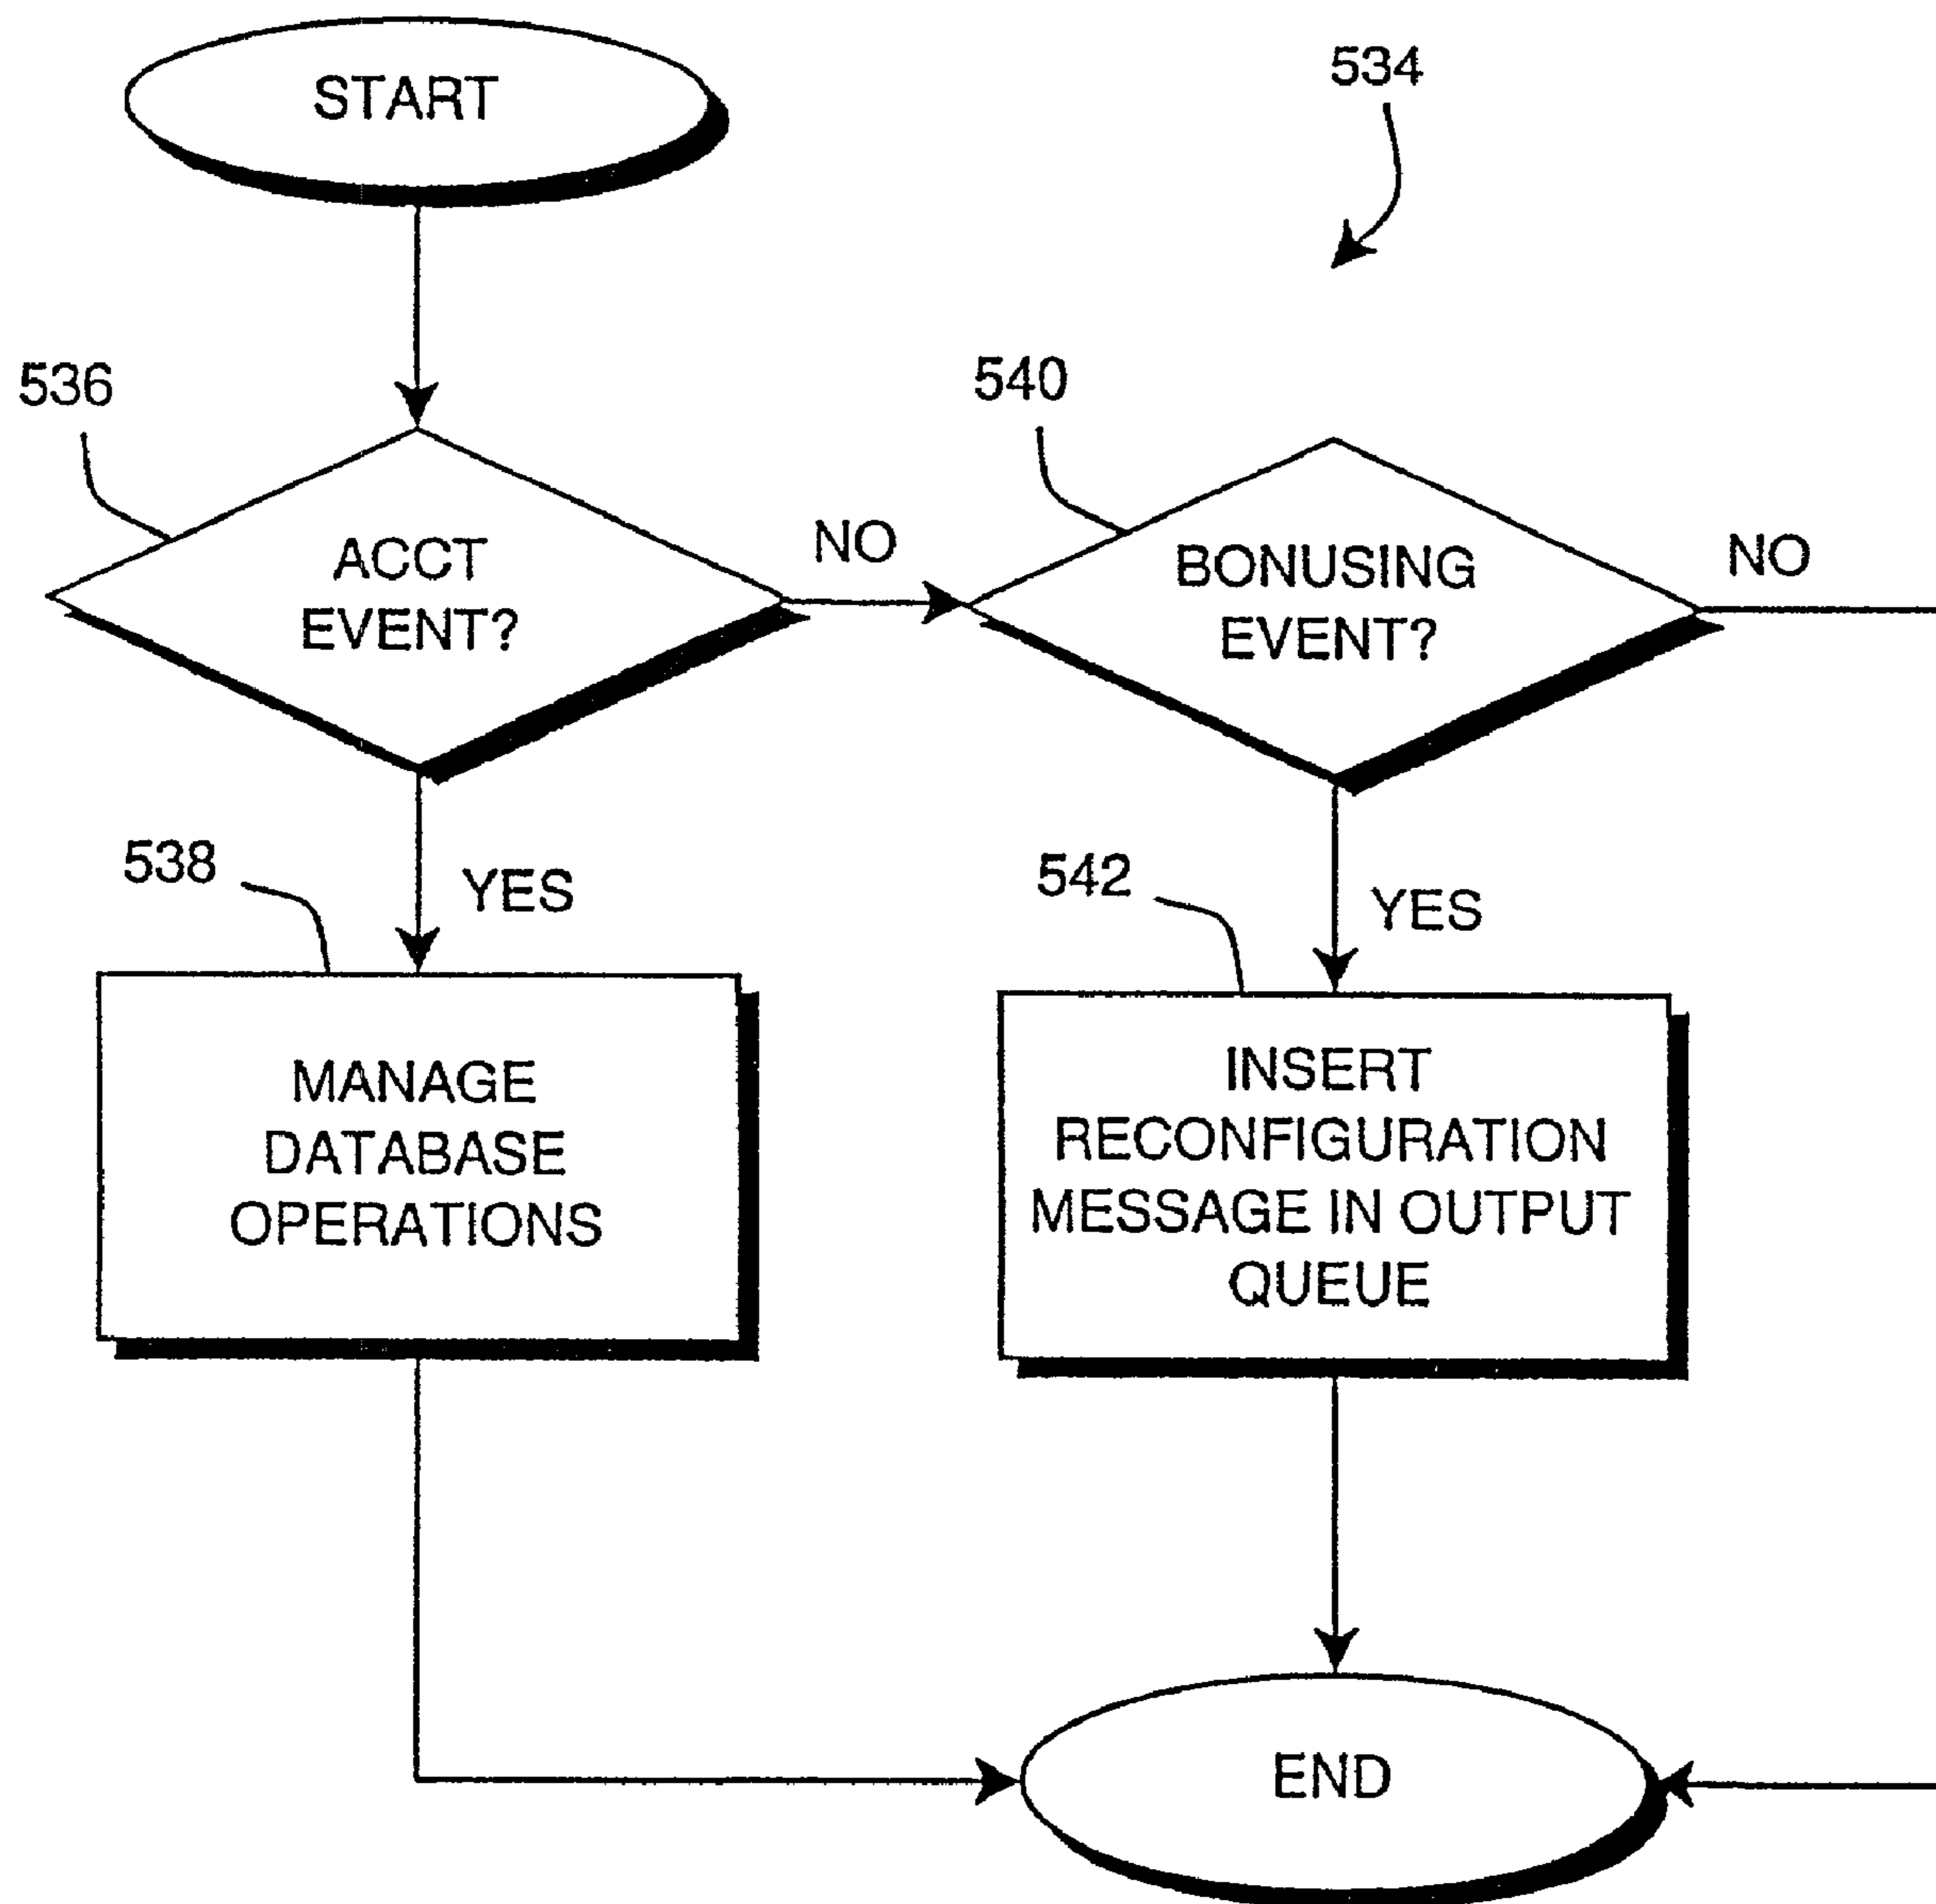 START
534
536
ACCT
EVENT?
NO
540
BONUSING
EVENT?
NO
538
YES
542
YES
MANAGE
DATABASE
OPERATIONS
INSERT
RECONFIGURATION
MESSAGE IN OUTPUT
QUEUE
END